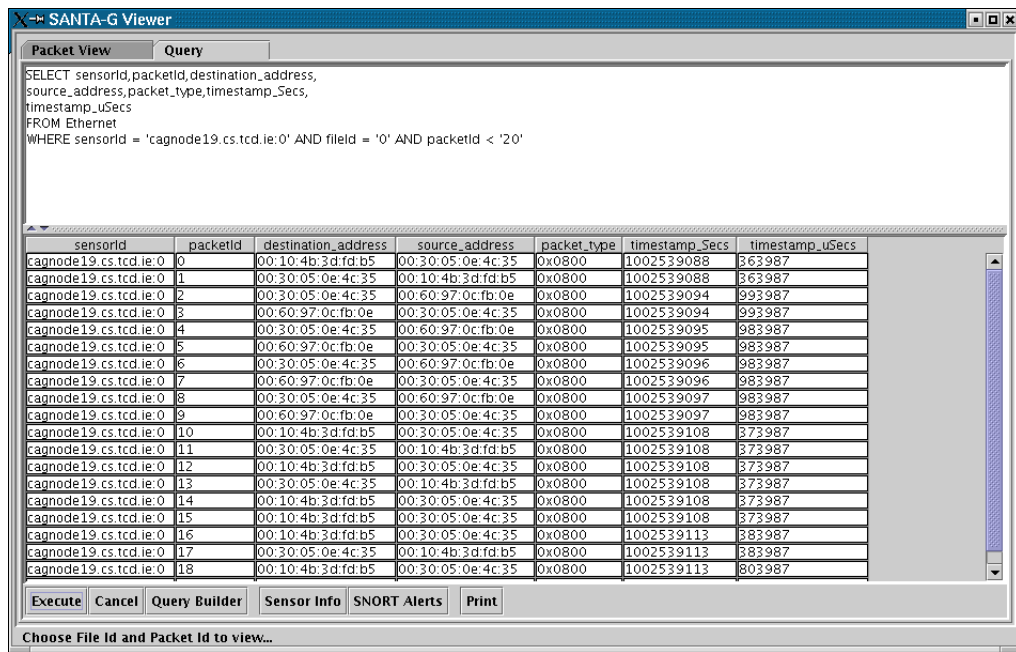 SANTA-G Viewer
Packet View Query
SELECT sensorId,packetId,destination_address,
source_address,packet_type,timestamp_Secs,
timestamp_uSecs
FROM Ethernet
WHERE sensorId = 'cagnode19.cs.tcd.ie:0' AND fileId = '0' AND packetId < '20'
sensorId packetId destination_address source_address packet_type timestamp_Secs timestamp_uSecs
cagnode19.cs.tcd.ie:0 0 00:10:4b:3d:fd:b5 00:30:05:0e:4c:35 0x0800 1002539088 363987
cagnode19.cs.tcd.ie:0 1 00:30:05:0e:4c:35 00:10:4b:3d:fd:b5 0x0800 1002539088 363987
cagnode19.cs.tcd.ie:0 2 00:30:05:0e:4c:35 00:60:97:0c:fb:0e 0x0800 1002539094 993987
cagnode19.cs.tcd.ie:0 3 00:60:97:0c:fb:0e 00:30:05:0e:4c:35 0x0800 1002539094 993987
cagnode19.cs.tcd.ie:0 4 00:30:05:0e:4c:35 00:60:97:0c:fb:0e 0x0800 1002539095 983987
cagnode19.cs.tcd.ie:0 5 00:60:97:0c:fb:0e 00:30:05:0e:4c:35 0x0800 1002539095 983987
cagnode19.cs.tcd.ie:0 6 00:30:05:0e:4c:35 00:60:97:0c:fb:0e 0x0800 1002539096 983987
cagnode19.cs.tcd.ie:0 7 00:60:97:0c:fb:0e 00:30:05:0e:4c:35 0x0800 1002539096 983987
cagnode19.cs.tcd.ie:0 8 00:30:05:0e:4c:35 00:60:97:0c:fb:0e 0x0800 1002539097 983987
cagnode19.cs.tcd.ie:0 9 00:60:97:0c:fb:0e 00:30:05:0e:4c:35 0x0800 1002539097 983987
cagnode19.cs.tcd.ie:0 10 00:10:4b:3d:fd:b5 00:30:05:0e:4c:35 0x0800 1002539108 373987
cagnode19.cs.tcd.ie:0 11 00:10:4b:3d:fd:b5 00:30:05:0e:4c:35 0x0800 1002539108 373987
cagnode19.cs.tcd.ie:0 12 00:10:4b:3d:fd:b5 00:30:05:0e:4c:35 0x0800 1002539108 373987
cagnode19.cs.tcd.ie:0 13 00:10:4b:3d:fd:b5 00:30:05:0e:4c:35 0x0800 1002539108 373987
cagnode19.cs.tcd.ie:0 14 00:10:4b:3d:fd:b5 00:30:05:0e:4c:35 0x0800 1002539108 373987
cagnode19.cs.tcd.ie:0 15 00:10:4b:3d:fd:b5 00:30:05:0e:4c:35 0x0800 1002539108 373987
cagnode19.cs.tcd.ie:0 16 00:10:4b:3d:fd:b5 00:30:05:0e:4c:35 0x0800 1002539113 383987
cagnode19.cs.tcd.ie:0 17 00:30:05:0e:4c:35 00:10:4b:3d:fd:b5 0x0800 1002539113 383987
cagnode19.cs.tcd.ie:0 18 00:10:4b:3d:fd:b5 00:30:05:0e:4c:35 0x0800 1002539113 803987
Execute Cancel Query Builder Sensor Info SNORT Alerts Print
Choose File Id and Packet Id to view...